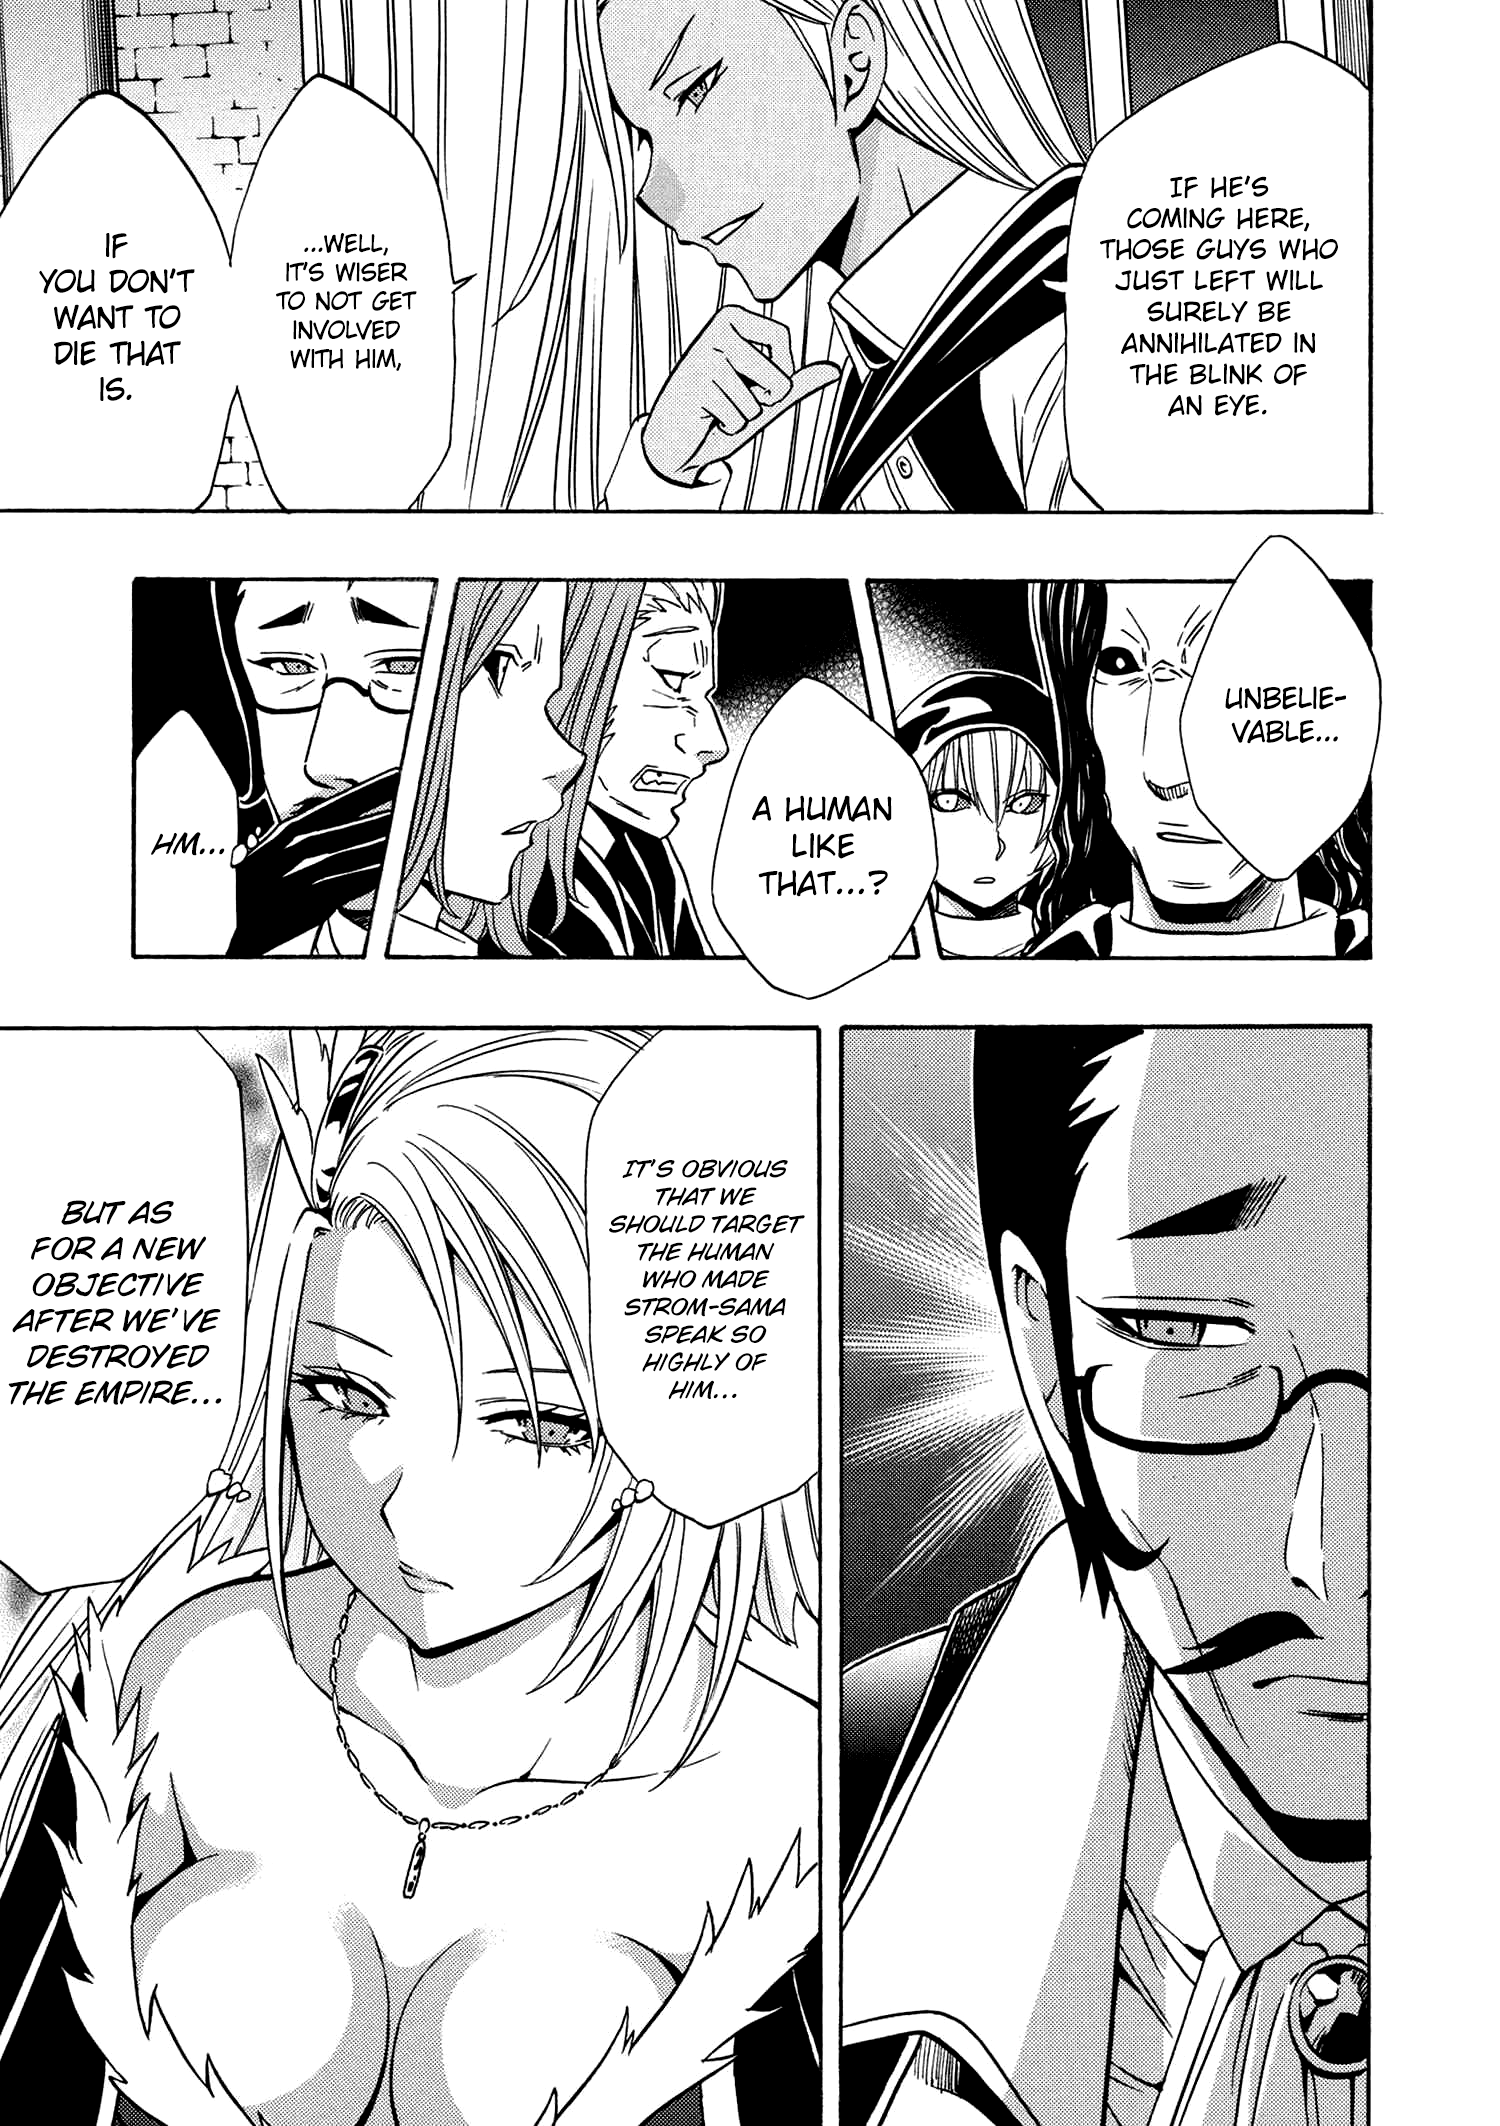 IF HE'S
COMING HERE,
THOSE GUYS WHO
JUST LEFT WILL
SURELY BE
ANNIHILATED IN
THE BLINK OF
AN EYE.
...WELL,
IT'S WISER
TO NOT GET
INVOLVED
WITH HIM,
IF
YOU DON'T
WANT TO
DIE THAT
IS.
UNBELIE-
VABLE...
A HUMAN
LIKE
THAT...?
HM...
IT'S OBVIOUS
THAT WE
SHOULD TARGET
THE HUMAN
WHO MADE
STROM-SAMA
SPEAK SO
HIGHLY OF
HIM...
BUT AS
FOR A NEW
OBJECTIVE
AFTER WE'VE
DESTROYED
THE EMPIRE...